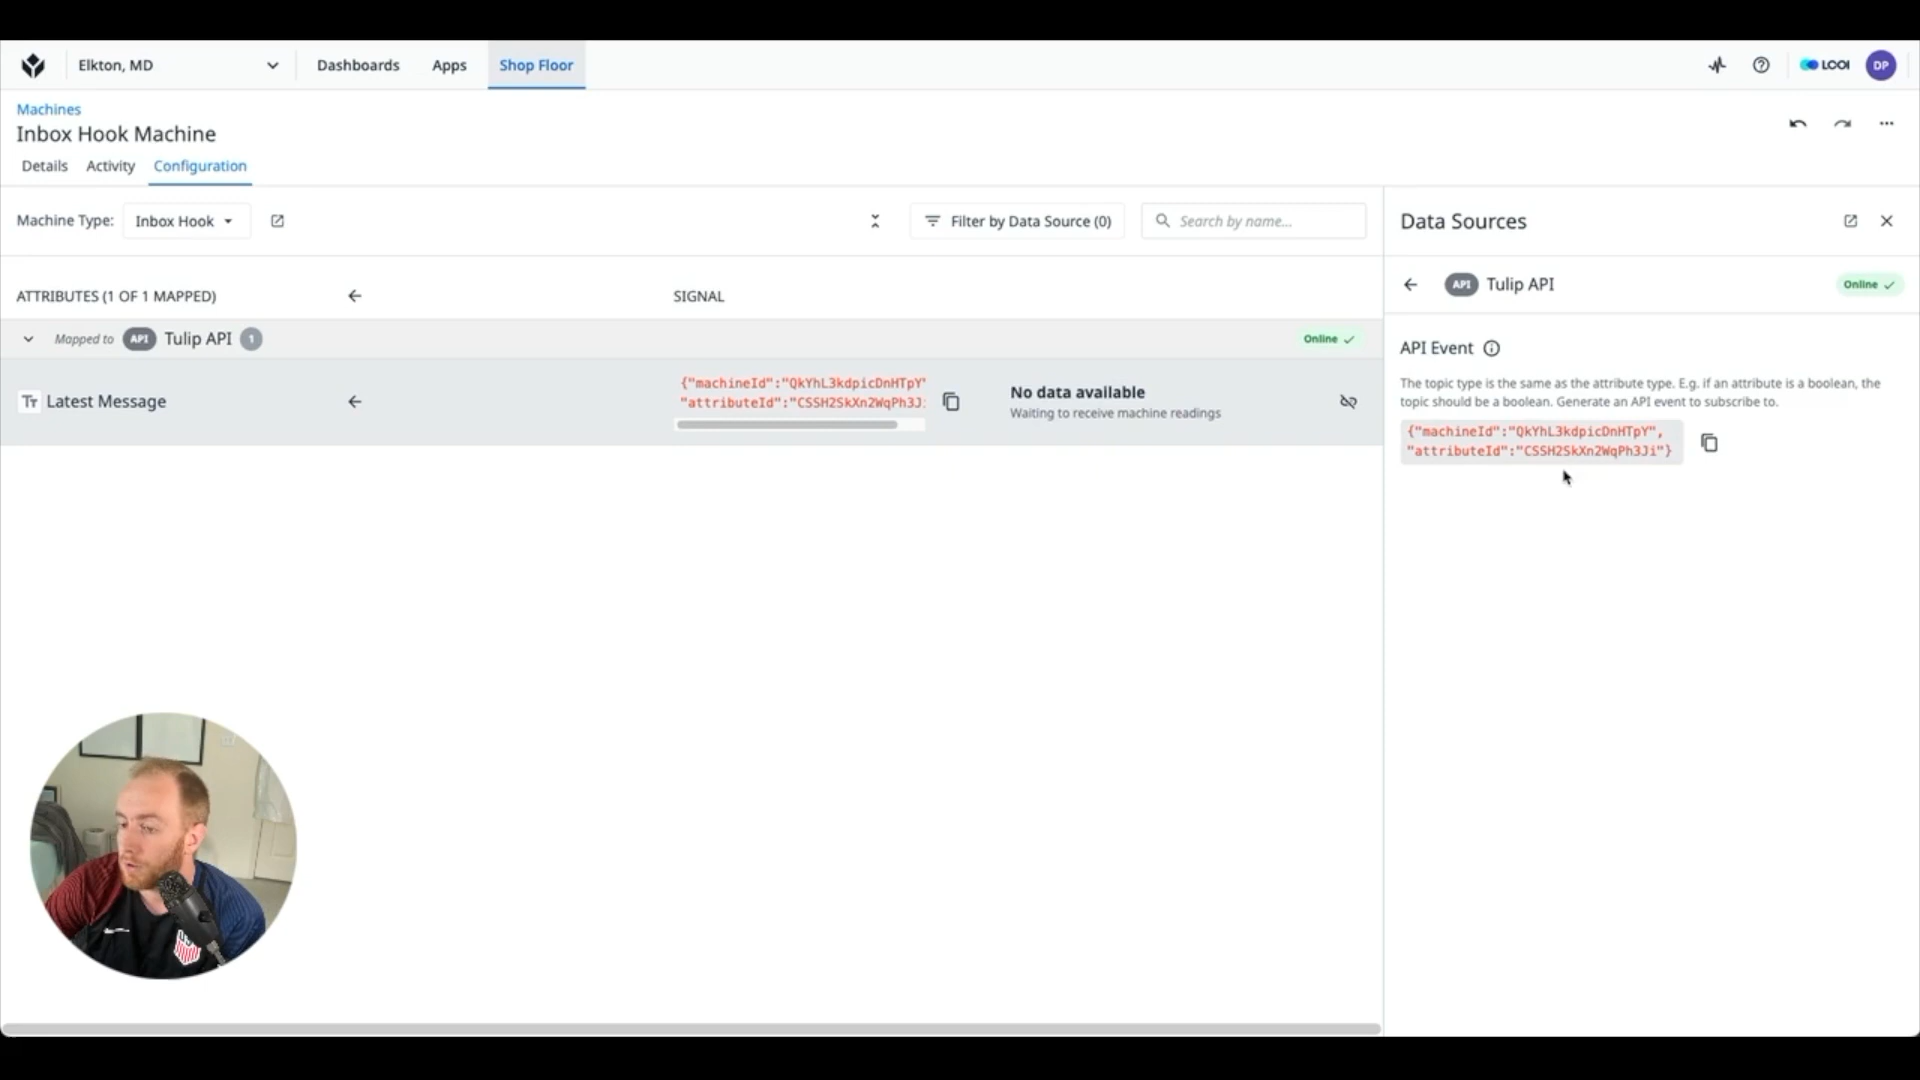 Elkton, MD
Dashboards
Apps
Shop Floor
LOOI
DP
Machines
Inbox Hook Machine
Details
Activity
Configuration
Machine Type:
Inbox Hook
Filter by Data Source (0)
Search by name...
Data Sources
ATTRIBUTES (1 OF 1 MAPPED)
SIGNAL
API
Tulip API
Online
Mapped to
API
Tulip API
1
Online
API Event
The topic type is the same as the attribute type. E.g. if an attribute is a boolean, the
topic should be a boolean. Generate an API event to subscribe to.
Tт
Latest Message
{"machineId":"QkYhL3kdpicDnHTpY"
"attributeId":"CSSH2SkXn2WqPh3J
No data available
Waiting to receive machine readings
{"machineId":"QkYhL3kdpicDnHTpY",
"attributeId":"CSSH2SkXn2WqPh3Ji"}